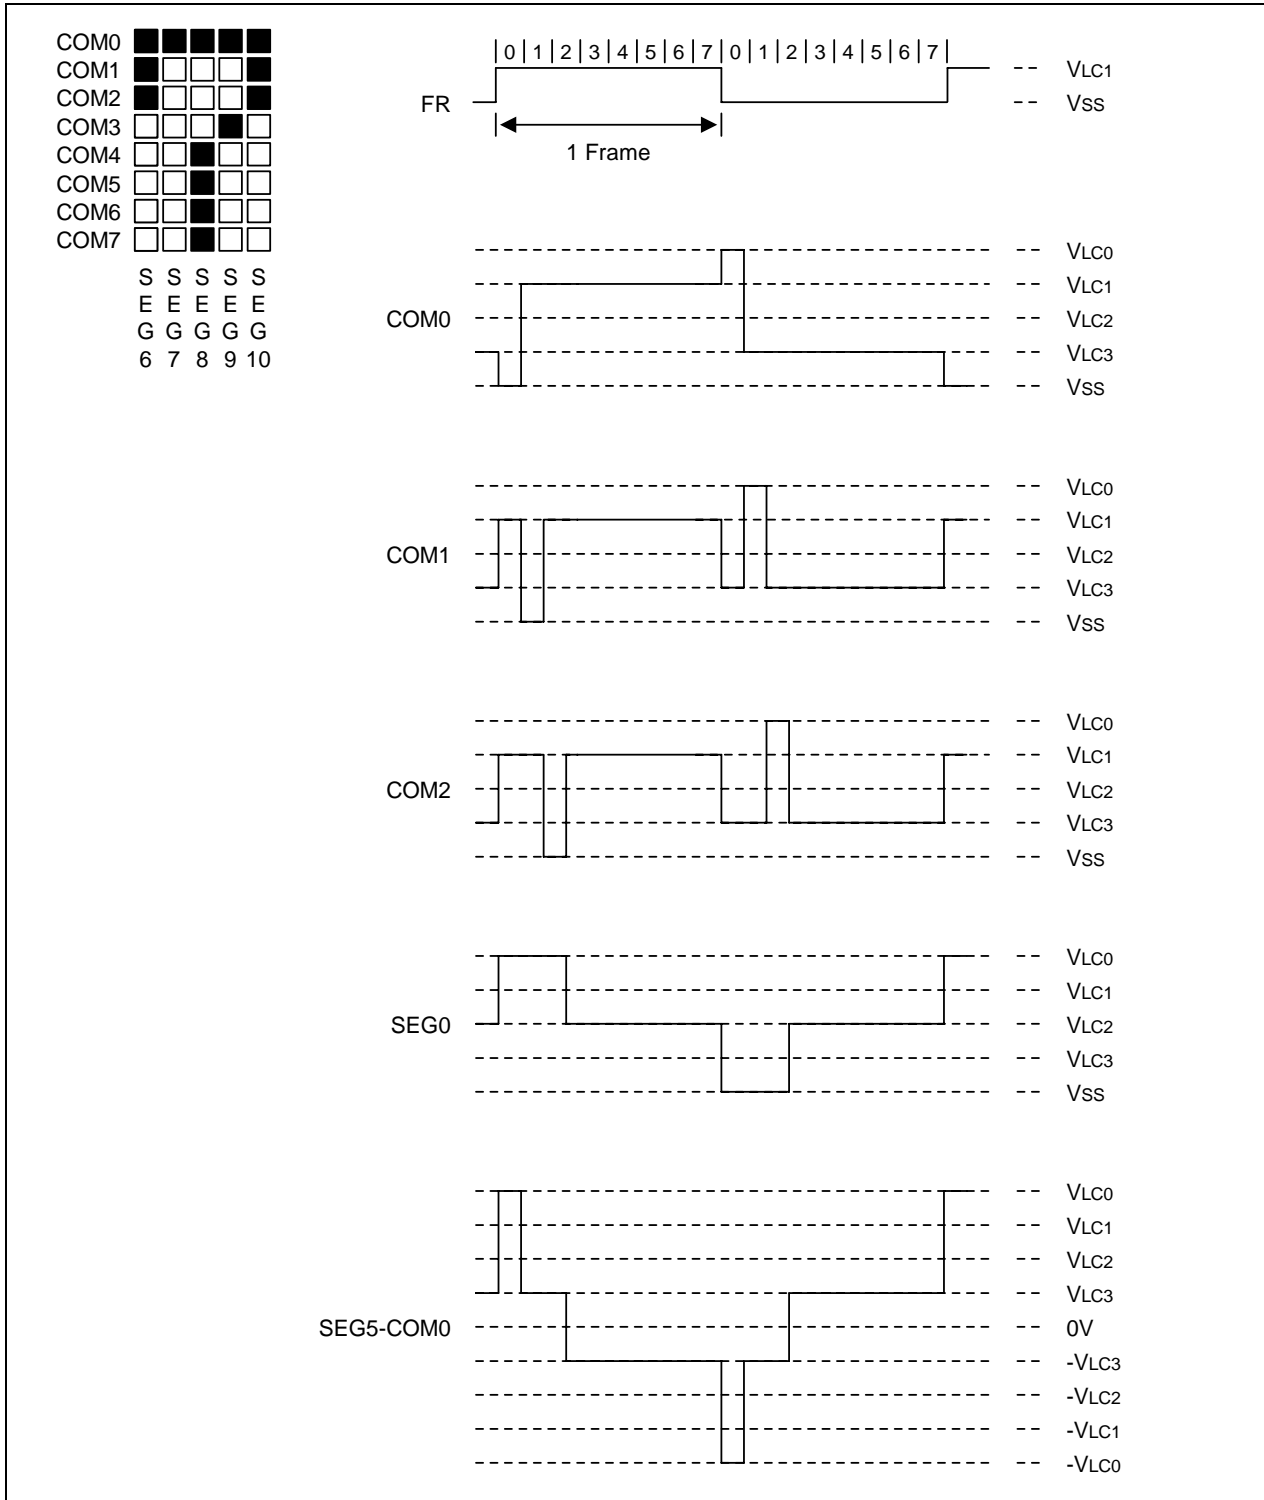 COM0
COM1
COM2
COM3
COM4
COM5
COM6
COM7
S S S S S
E E E E E
G G G G G
6 7 8 9 10
0 1 2 3 4 5 6 7 0 1 2 3 4 5 6 7
FR
VLC1
VSS
1 Frame
COM0
VLC0
VLC1
VLC2
VLC3
VSS
COM1
VLC0
VLC1
VLC2
VLC3
VSS
COM2
VLC0
VLC1
VLC2
VLC3
VSS
SEG0
VLC0
VLC1
VLC2
VLC3
VSS
SEG5-COM0
VLC0
VLC1
VLC2
VLC3
0V
-VLC3
-VLC2
-VLC1
-VLC0